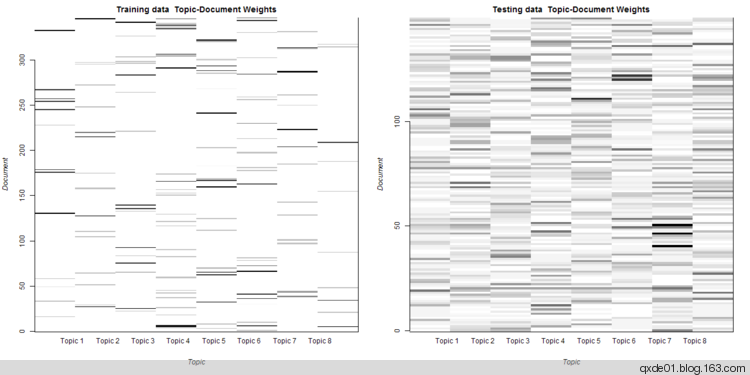 Training data  Topic-Document Weights
Document
300
250
200
150
100
50
0
Topic 1 Topic 2 Topic 3 Topic 4 Topic 5 Topic 6 Topic 7 Topic 8
Topic
Testing data  Topic-Document Weights
Document
100
50
0
Topic 1 Topic 2 Topic 3 Topic 4 Topic 5 Topic 6 Topic 7 Topic 8
Topic
qxde01.blog.163.com